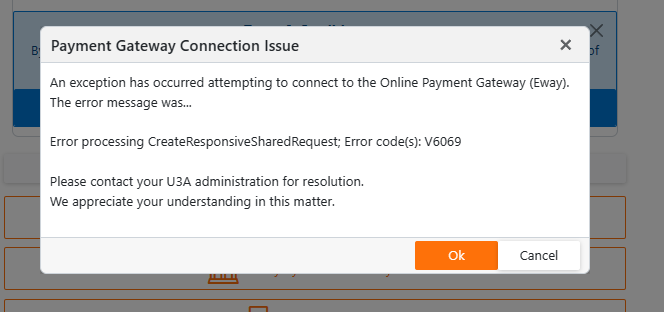 Payment Gateway Connection Issue
An exception has occurred attempting to connect to the Online Payment Gateway (Eway).
The error message was...
Error processing CreateResponsiveSharedRequest; Error code(s): V6069
Please contact your U3A administration for resolution.
We appreciate your understanding in this matter.
Ok
Cancel
By
of